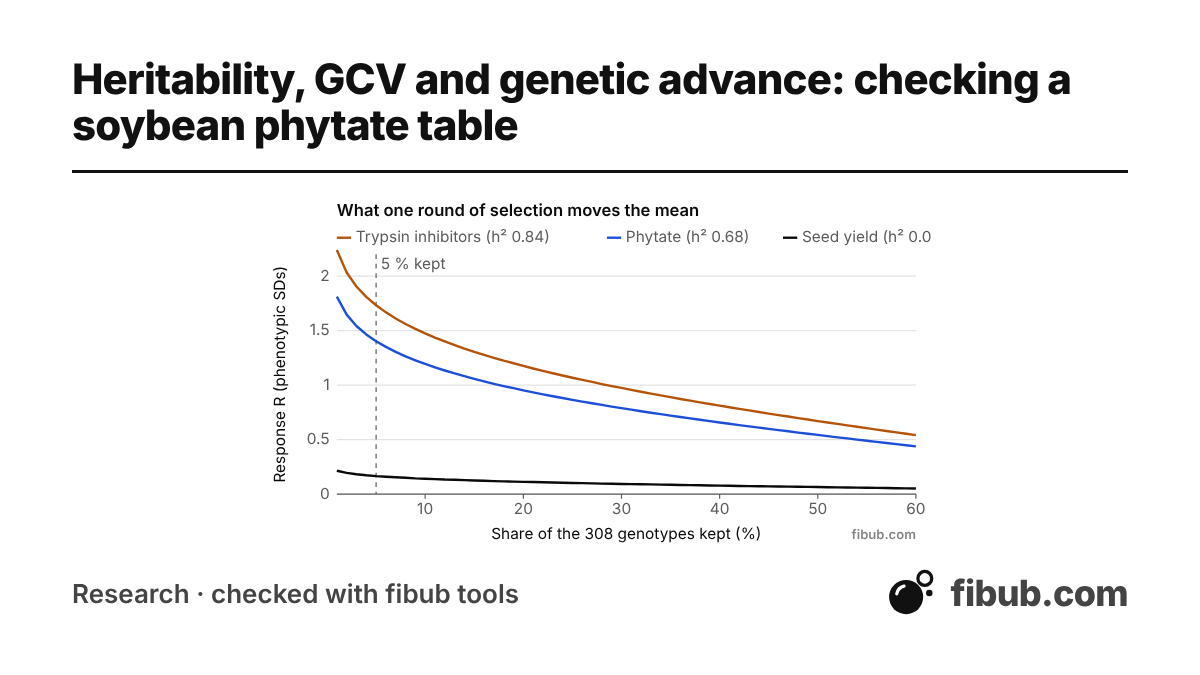 Heritability, GCV and genetic advance: checking a
soybean phytate table
What one round of selection moves the mean
Trypsin inhibitors (h² 0.84)
Phytate (h² 0.68)
Seed yield (h² 0.0
5 % kept
Response R (phenotypic SDs)
2
1.5
1
0.5
0
10 20 30 40 50 60
Share of the 308 genotypes kept (%)
fibub.com
Research · checked with fibub tools
fibub.com